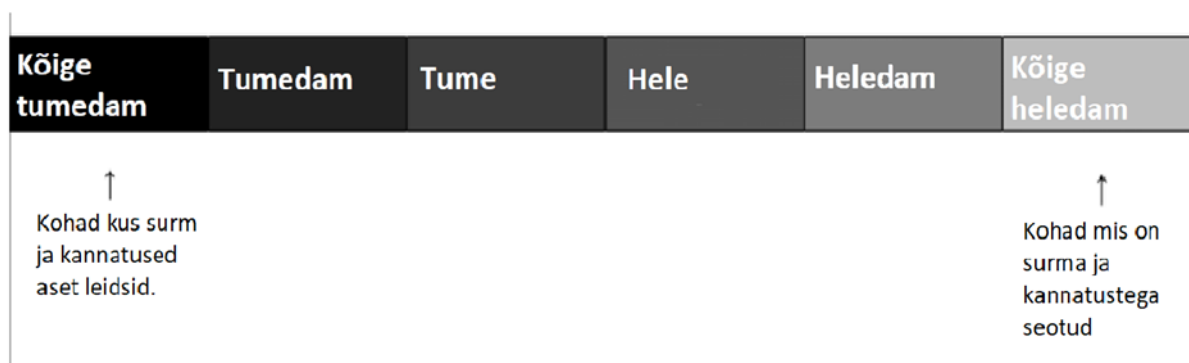 Kõige
tumedam
Tumedam
Tume
Hele
Heledam
Kõige
heledam
↑
Kohad kus surm
ja kannatused
aset leidsid.
↑
Kohad mis on
surma ja
kannatustega
seotud